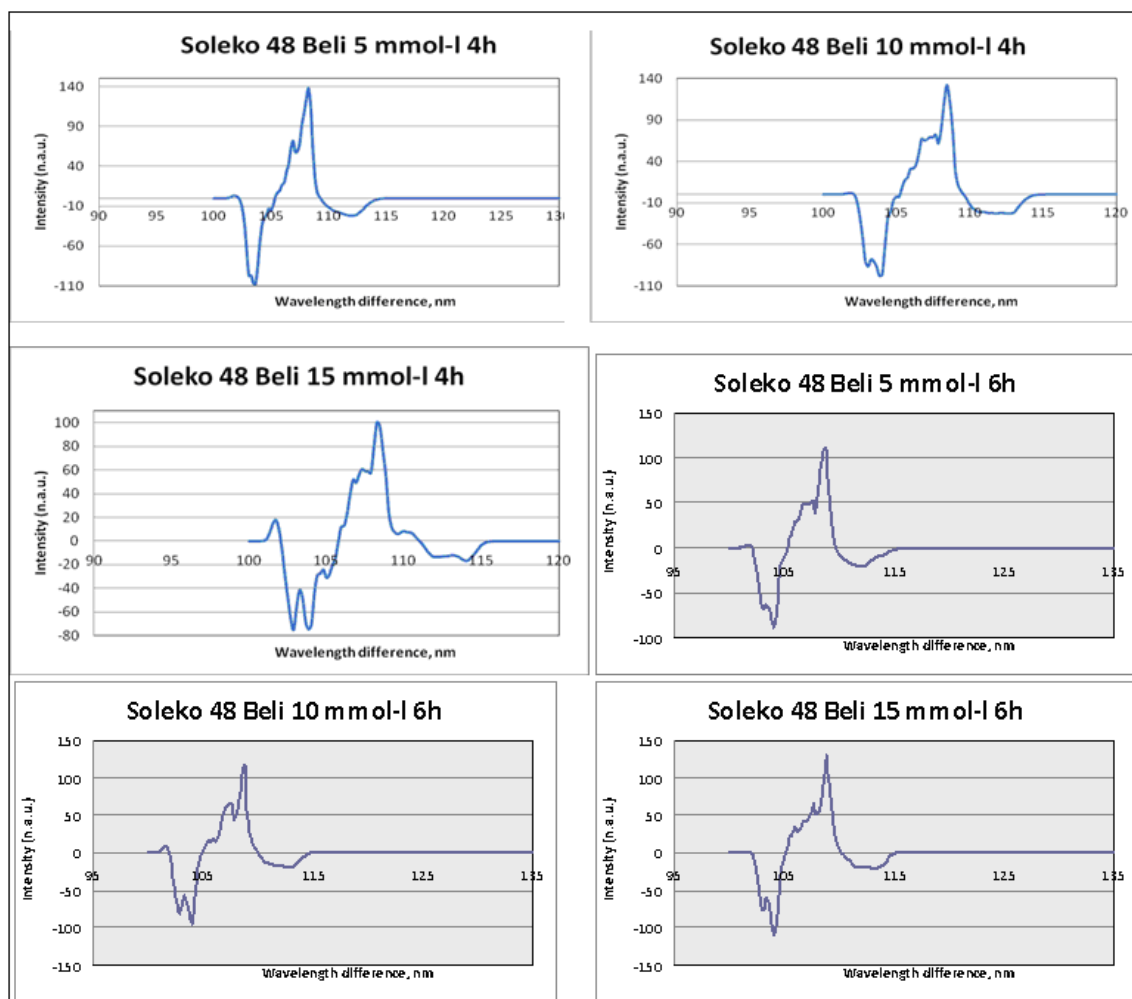 Soleko 48 Beli 5 mmol-l 4h
140
90
40
-10
-60
-110
90 95 100 105 110 115 120 125 130
Intensity (n.a.u.)
Wavelength difference, nm
Soleko 48 Beli 10 mmol-l 4h
140
90
40
-10
-60
-110
90 95 100 105 110 115 120
Intensity (n.a.u.)
Wavelength difference, nm
Soleko 48 Beli 15 mmol-l 4h
100
80
60
40
20
0
-20
-40
-60
-80
90 95 100 105 110 115 120
Intensity (n.a.u.)
Wavelength difference, nm
Soleko 48 Beli 5 mmol-l 6h
150
100
50
0
-50
-100
95 105 115 125 135
Intensity (n.a.u.)
Wavelength difference, nm
Soleko 48 Beli 10 mmol-l 6h
150
100
50
0
-50
-100
-150
95 105 115 125 135
Intensity (n.a.u.)
Wavelength difference, nm
Soleko 48 Beli 15 mmol-l 6h
150
100
50
0
-50
-100
-150
95 105 115 125 135
Intensity (n.a.u.)
Wavelength difference, nm